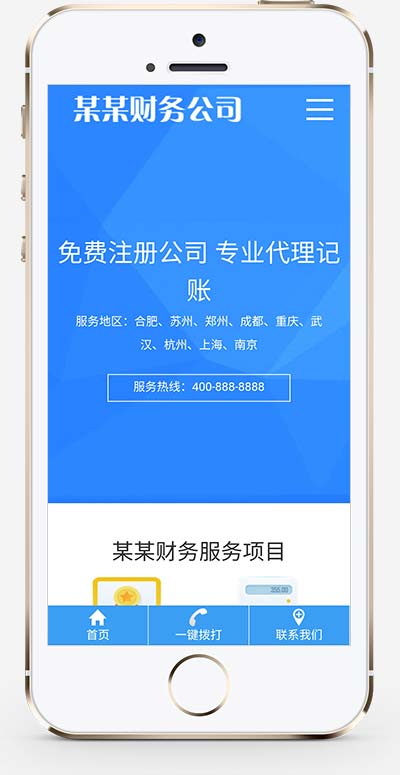 某某财务公司
免费注册公司 专业代理记
账
服务地区：合肥、苏州、郑州、成都、重庆、武
汉、杭州、上海、南京
服务热线：400-888-8888
某某财务服务项目
355.00
首页
一键拨打
联系我们